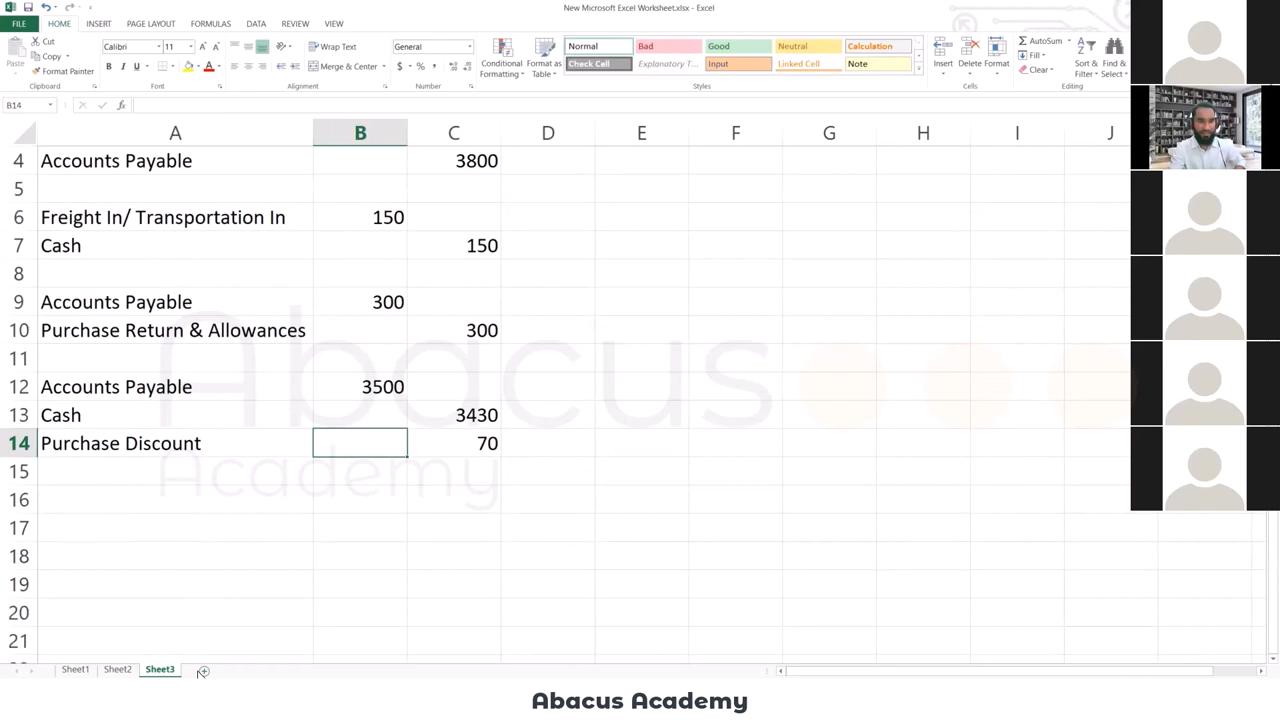 New Microsoft Excel Worksheet.xlsx - Excel
FILE HOME INSERT PAGE LAYOUT FORMULAS DATA REVIEW VIEW
Cut
Copy
Format Painter
Paste
Clipboard
Calibri 11
B I U
Font
Wrap Text
Merge & Center
Alignment
General
$ % ,
Number
Conditional Formatting
Format as Table
Normal Bad Good Neutral Calculation
Check Cell Explanatory T... Input Linked Cell Note
Styles
Insert Delete Format
Cells
AutoSum
Fill
Clear
Sort & Filter
Find & Select
Editing
B14
fx
A B C D E F G H I J
4 Accounts Payable 3800
5
6 Freight In/ Transportation In 150
7 Cash 150
8
9 Accounts Payable 300
10 Purchase Return & Allowances 300
11
12 Accounts Payable 3500
13 Cash 3430
14 Purchase Discount 70
15
16
17
18
19
20
21
Abacus
Academy
Sheet1 Sheet2 Sheet3
Abacus Academy